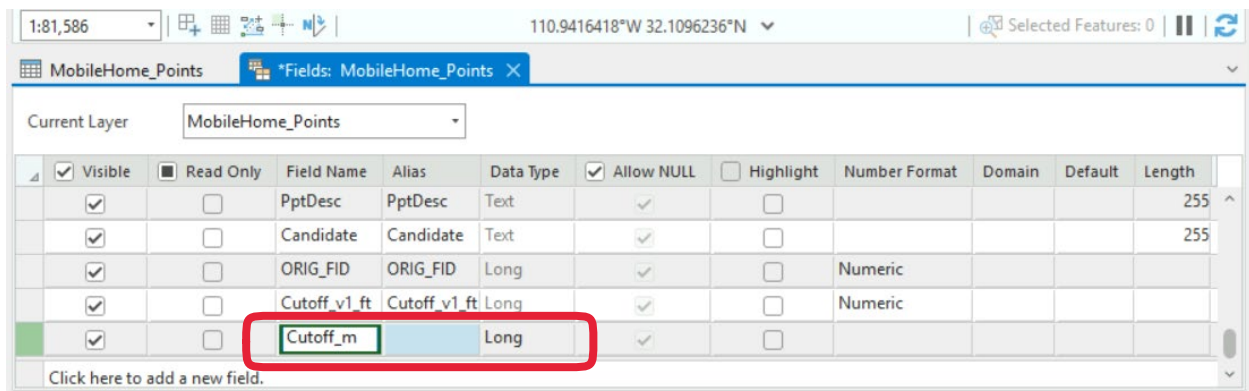 1:81,586 110.9416418°W 32.1096236°N Selected Features: 0
MobileHome_Points *Fields: MobileHome_Points
Current Layer MobileHome_Points
Visible Read Only Field Name Alias Data Type Allow NULL Highlight Number Format Domain Default Length
PptDesc PptDesc Text 255
Candidate Candidate Text 255
ORIG_FID ORIG_FID Long Numeric
Cutoff_v1_ft Cutoff_v1_ft Long Numeric
Cutoff_m Long
Click here to add a new field.